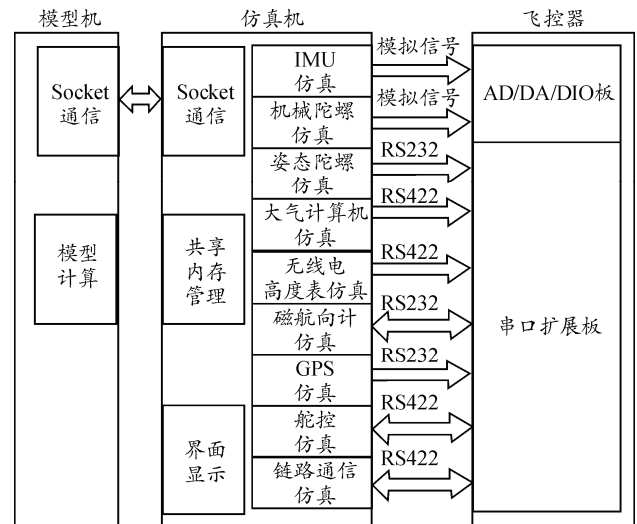 模型机
仿真机
飞控器
Socket
通信
Socket
通信
模型
计算
共享
内存
管理
界面
显示
IMU
仿真
机械陀螺
仿真
姿态陀螺
仿真
大气计算机
仿真
无线电
高度表仿真
磁航向计
仿真
GPS
仿真
舵控
仿真
链路通信
仿真
模拟信号
模拟信号
RS232
RS422
RS422
RS232
RS232
RS422
RS422
AD/DA/DIO板
串口扩展板